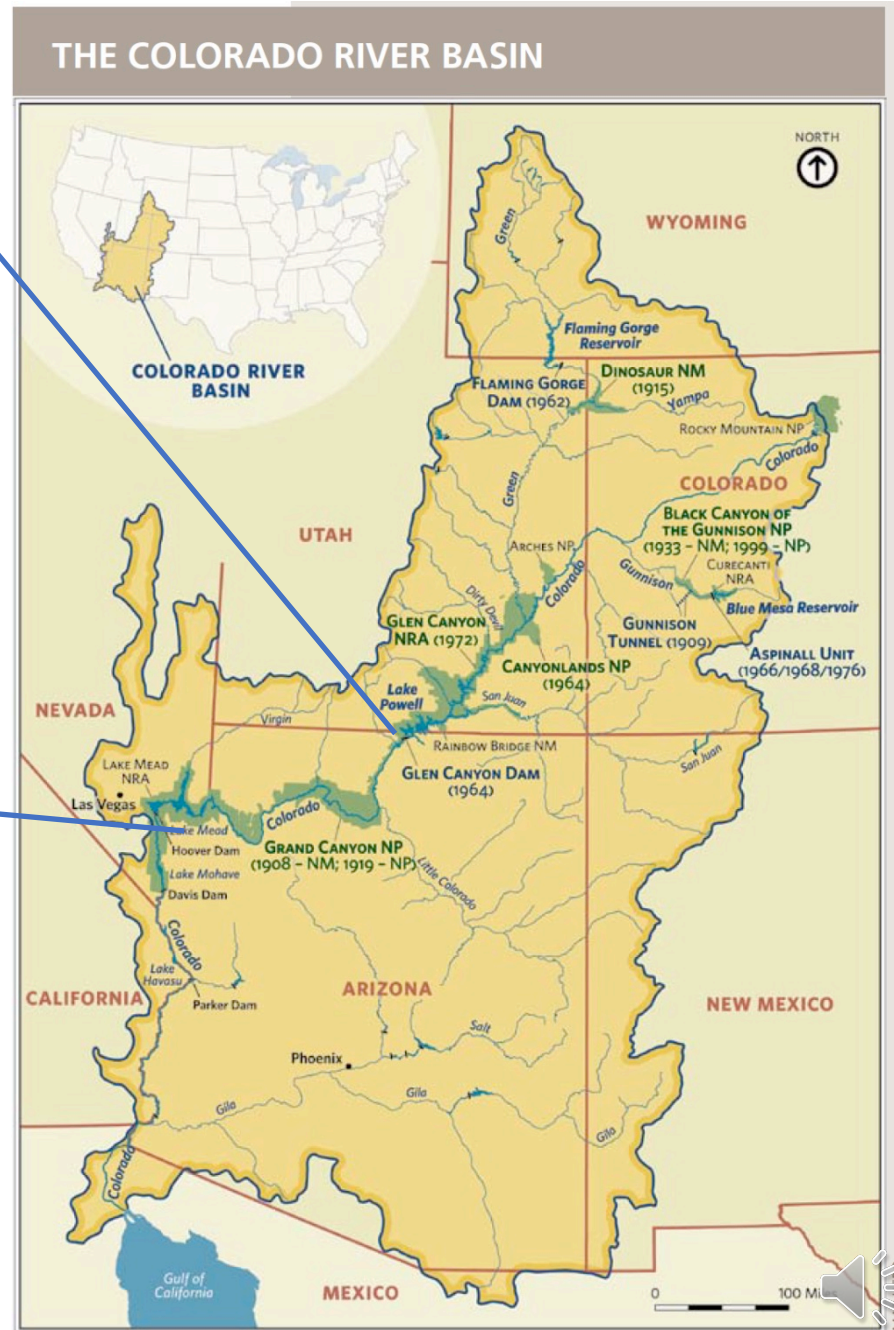 THE COLORADO RIVER BASIN
NORTH
WYOMING
Green
COLORADO RIVER
BASIN
Flaming Gorge
Reservoir
FLAMING GORGE
DAM (1962)
DINOSAUR NM
(1915)
Yampa
ROCKY MOUNTAIN NP
Colorado
COLORADO
Green
BLACK CANYON OF
THE GUNNISON NP
(1933 – NM; 1999 – NP)
UTAH
ARCHES NP
CURECANTI
NRA
Gunnison
Colorado
Blue Mesa Reservoir
Dirty Devil
GLEN CANYON
NRA (1972)
GUNNISON
TUNNEL (1909)
ASPINALL UNIT
(1966/1968/1976)
CANYONLANDS NP
(1964)
Lake
Powell
San Juan
NEVADA
Virgin
RAINBOW BRIDGE NM
San Juan
LAKE MEAD
NRA
GLEN CANYON DAM
(1964)
Las Vegas
Colorado
Lake Mead
Hoover Dam
GRAND CANYON NP
(1908 – NM; 1919 – NP)
Lake Mohave
Little Colorado
Davis Dam
Colorado
Lake
Havasu
CALIFORNIA
Parker Dam
ARIZONA
NEW MEXICO
Salt
Phoenix
Gila
Gila
Gila
Colorado
Gulf of
California
MEXICO
0 100